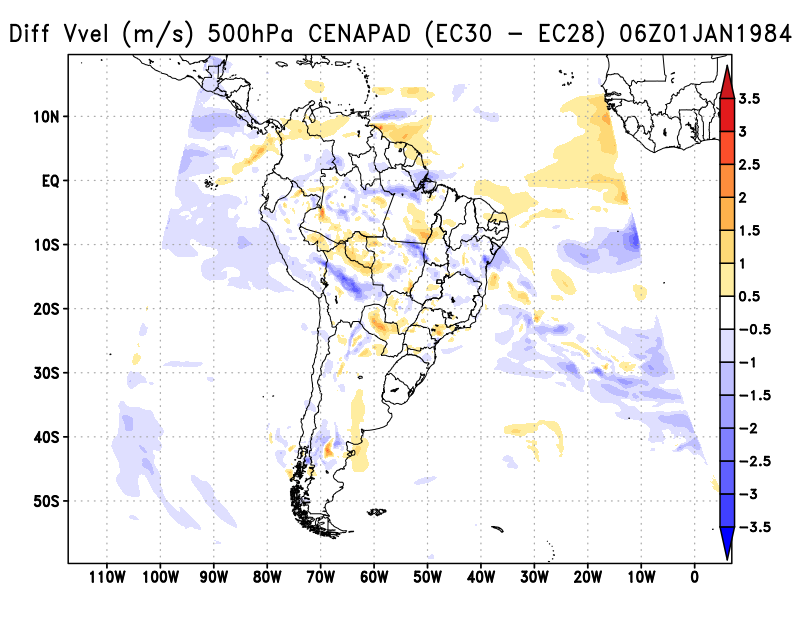 Diff Vvel (m/s) 500hPa CENAPAD (EC30 − EC28) 06Z01JAN1984
10N
EQ
10S
20S
30S
40S
50S
110W 100W 90W 80W 70W 60W 50W 40W 30W 20W 10W 0
3.5
3
2.5
2
1.5
1
0.5
−0.5
−1
−1.5
−2
−2.5
−3
−3.5